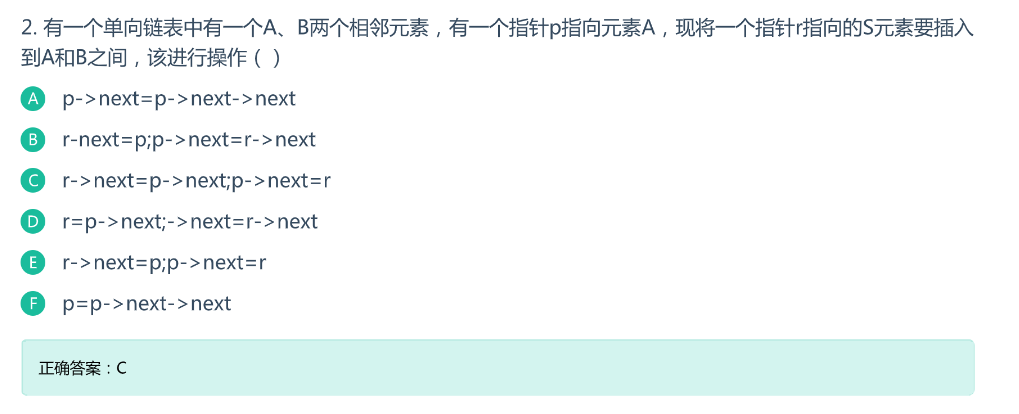 2. 有一个单向链表中有一个A、B两个相邻元素，有一个指针p指向元素A，现将一个指针r指向的S元素要插入
到A和B之间，该进行操作（ ）
A p->next=p->next->next
B r-next=p;p->next=r->next
C r->next=p->next;p->next=r
D r=p->next;->next=r->next
E r->next=p;p->next=r
F p=p->next->next
正确答案：C